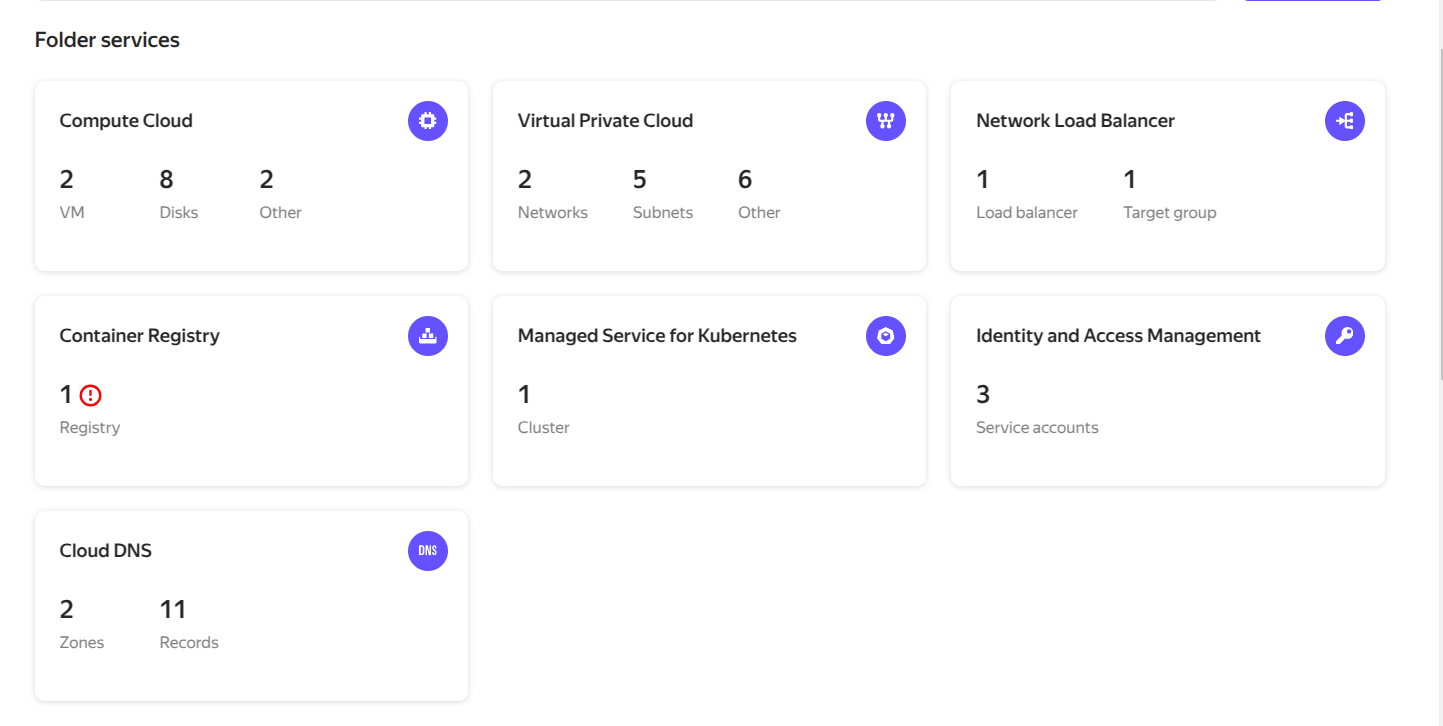 Folder services
Compute Cloud
2 8 2
VM Disks Other
Virtual Private Cloud
2 5 6
Networks Subnets Other
Network Load Balancer
1 1
Load balancer Target group
Container Registry
1
Registry
Managed Service for Kubernetes
1
Cluster
Identity and Access Management
3
Service accounts
Cloud DNS
DNS
2 11
Zones Records